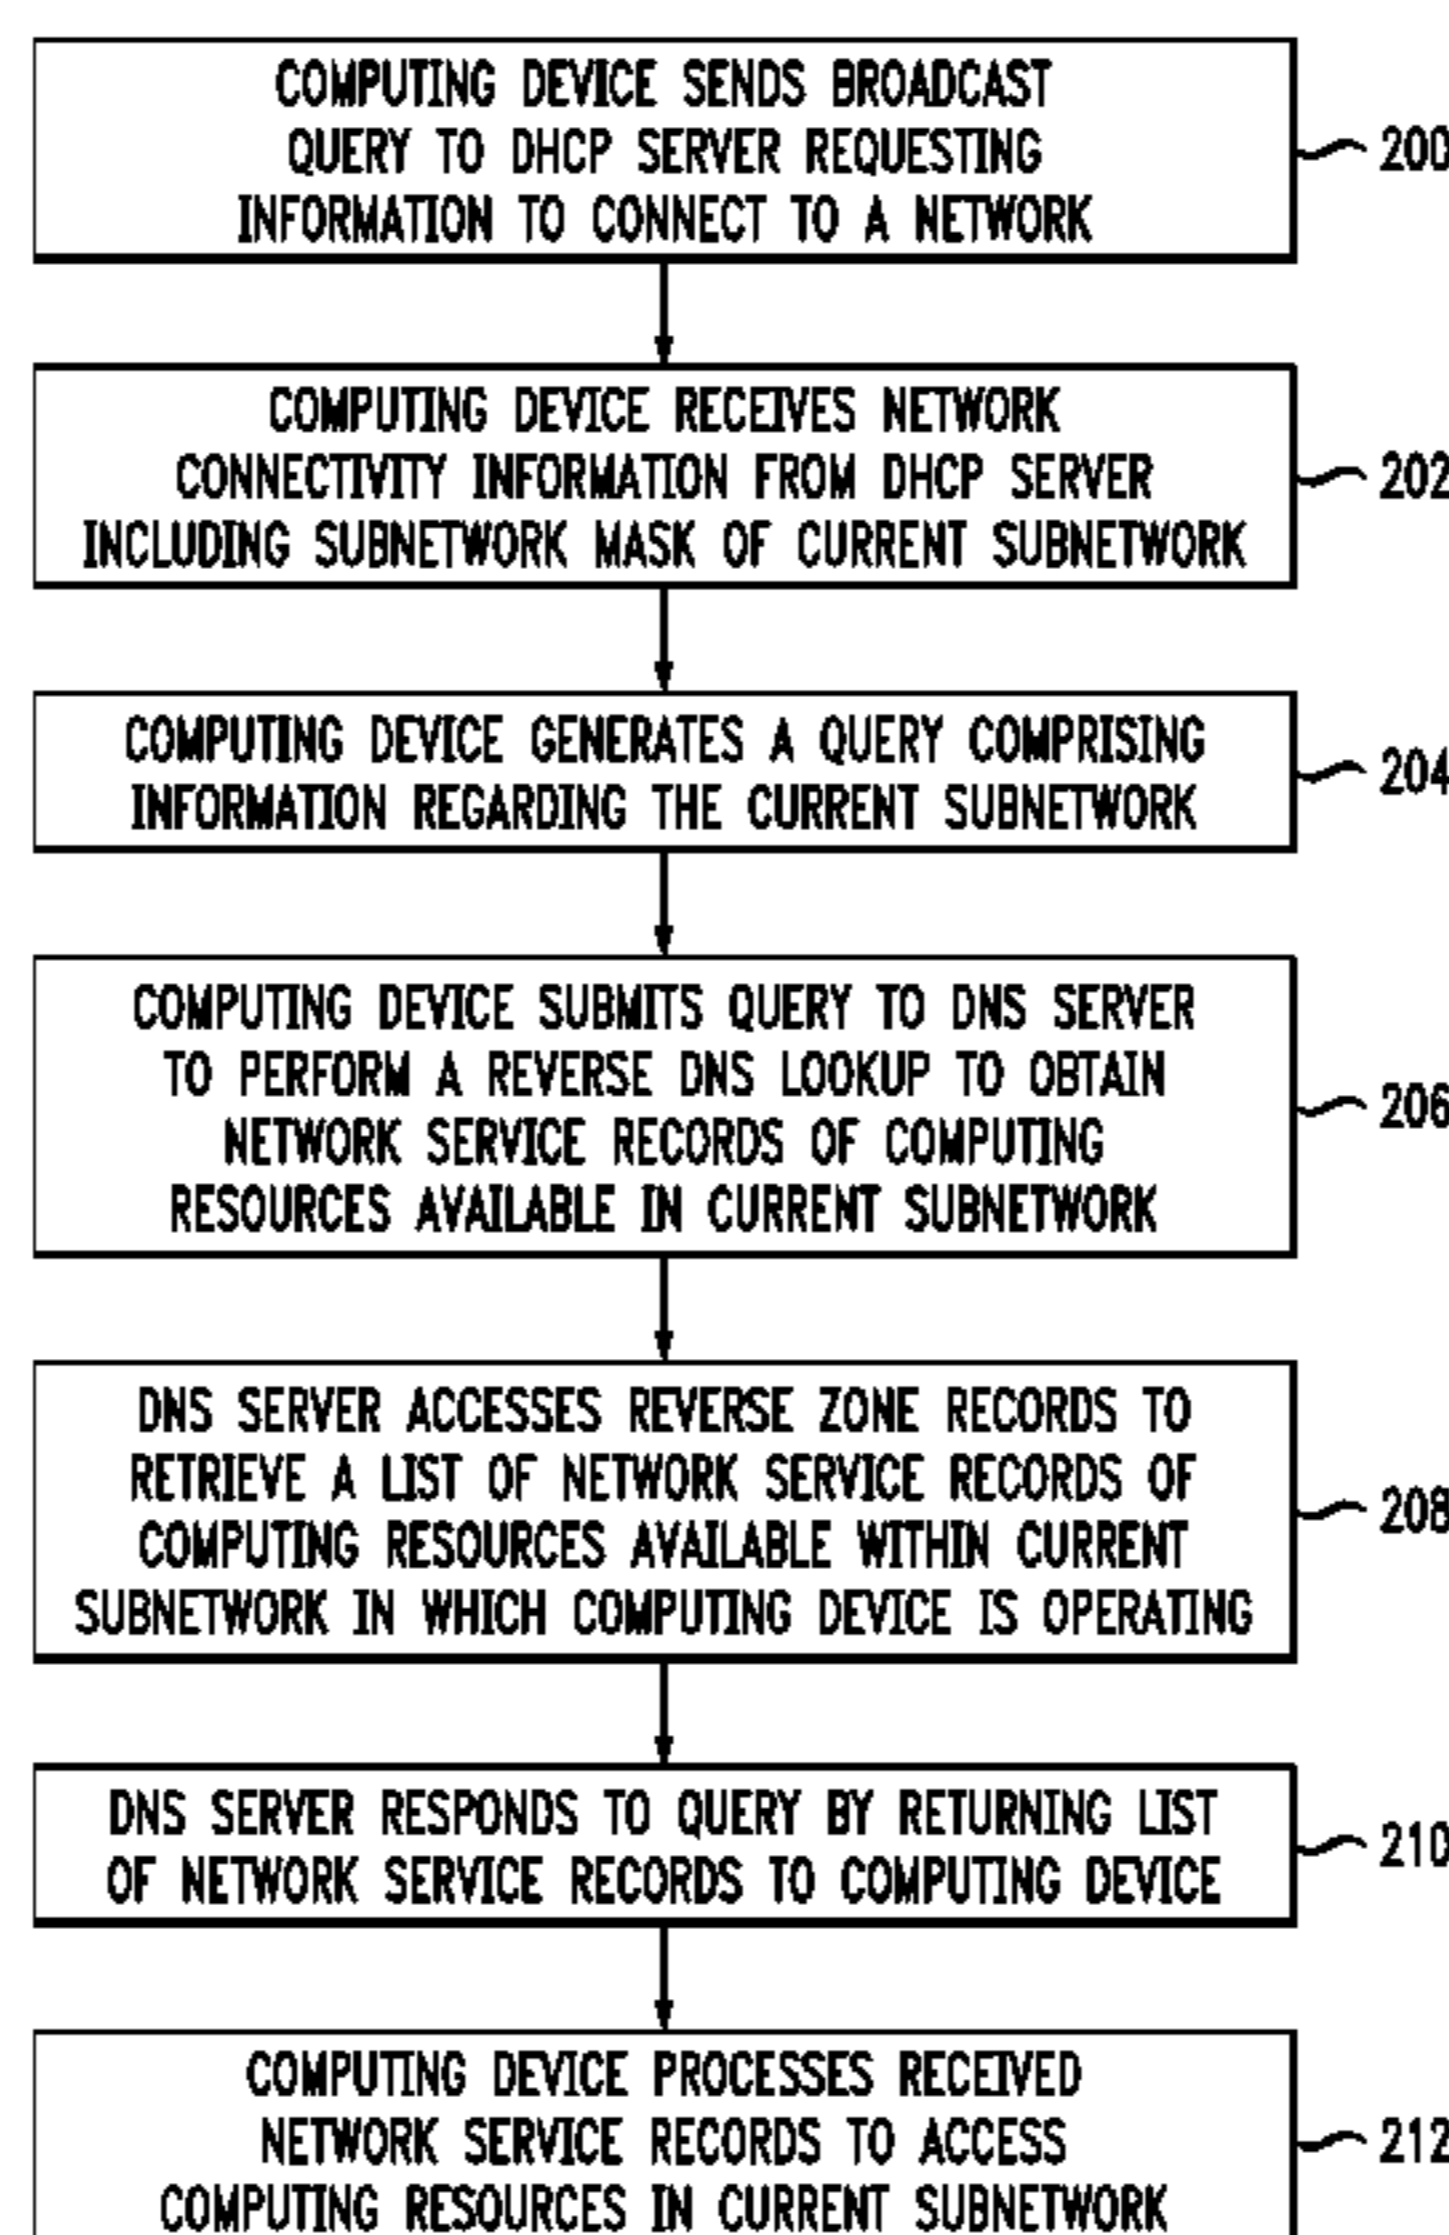 COMPUTING DEVICE SENDS BROADCAST
QUERY TO DHCP SERVER REQUESTING
INFORMATION TO CONNECT TO A NETWORK
200
COMPUTING DEVICE RECEIVES NETWORK
CONNECTIVITY INFORMATION FROM DHCP SERVER
INCLUDING SUBNETWORK MASK OF CURRENT SUBNETWORK
202
COMPUTING DEVICE GENERATES A QUERY COMPRISING
INFORMATION REGARDING THE CURRENT SUBNETWORK
204
COMPUTING DEVICE SUBMITS QUERY TO DNS SERVER
TO PERFORM A REVERSE DNS LOOKUP TO OBTAIN
NETWORK SERVICE RECORDS OF COMPUTING
RESOURCES AVAILABLE IN CURRENT SUBNETWORK
206
DNS SERVER ACCESSES REVERSE ZONE RECORDS TO
RETRIEVE A LIST OF NETWORK SERVICE RECORDS OF
COMPUTING RESOURCES AVAILABLE WITHIN CURRENT
SUBNETWORK IN WHICH COMPUTING DEVICE IS OPERATING
208
DNS SERVER RESPONDS TO QUERY BY RETURNING LIST
OF NETWORK SERVICE RECORDS TO COMPUTING DEVICE
210
COMPUTING DEVICE PROCESSES RECEIVED
NETWORK SERVICE RECORDS TO ACCESS
COMPUTING RESOURCES IN CURRENT SUBNETWORK
212